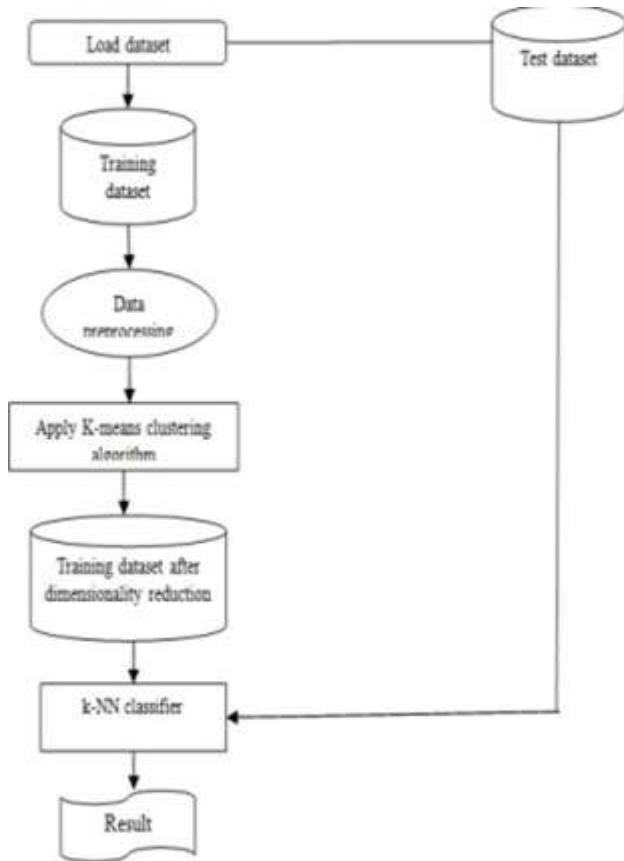 Load dataset
Test dataset
Training
dataset
Data
preprocessing
Apply K-means clustering
algorithm
Training dataset after
dimensionality reduction
k-NN classifier
Result